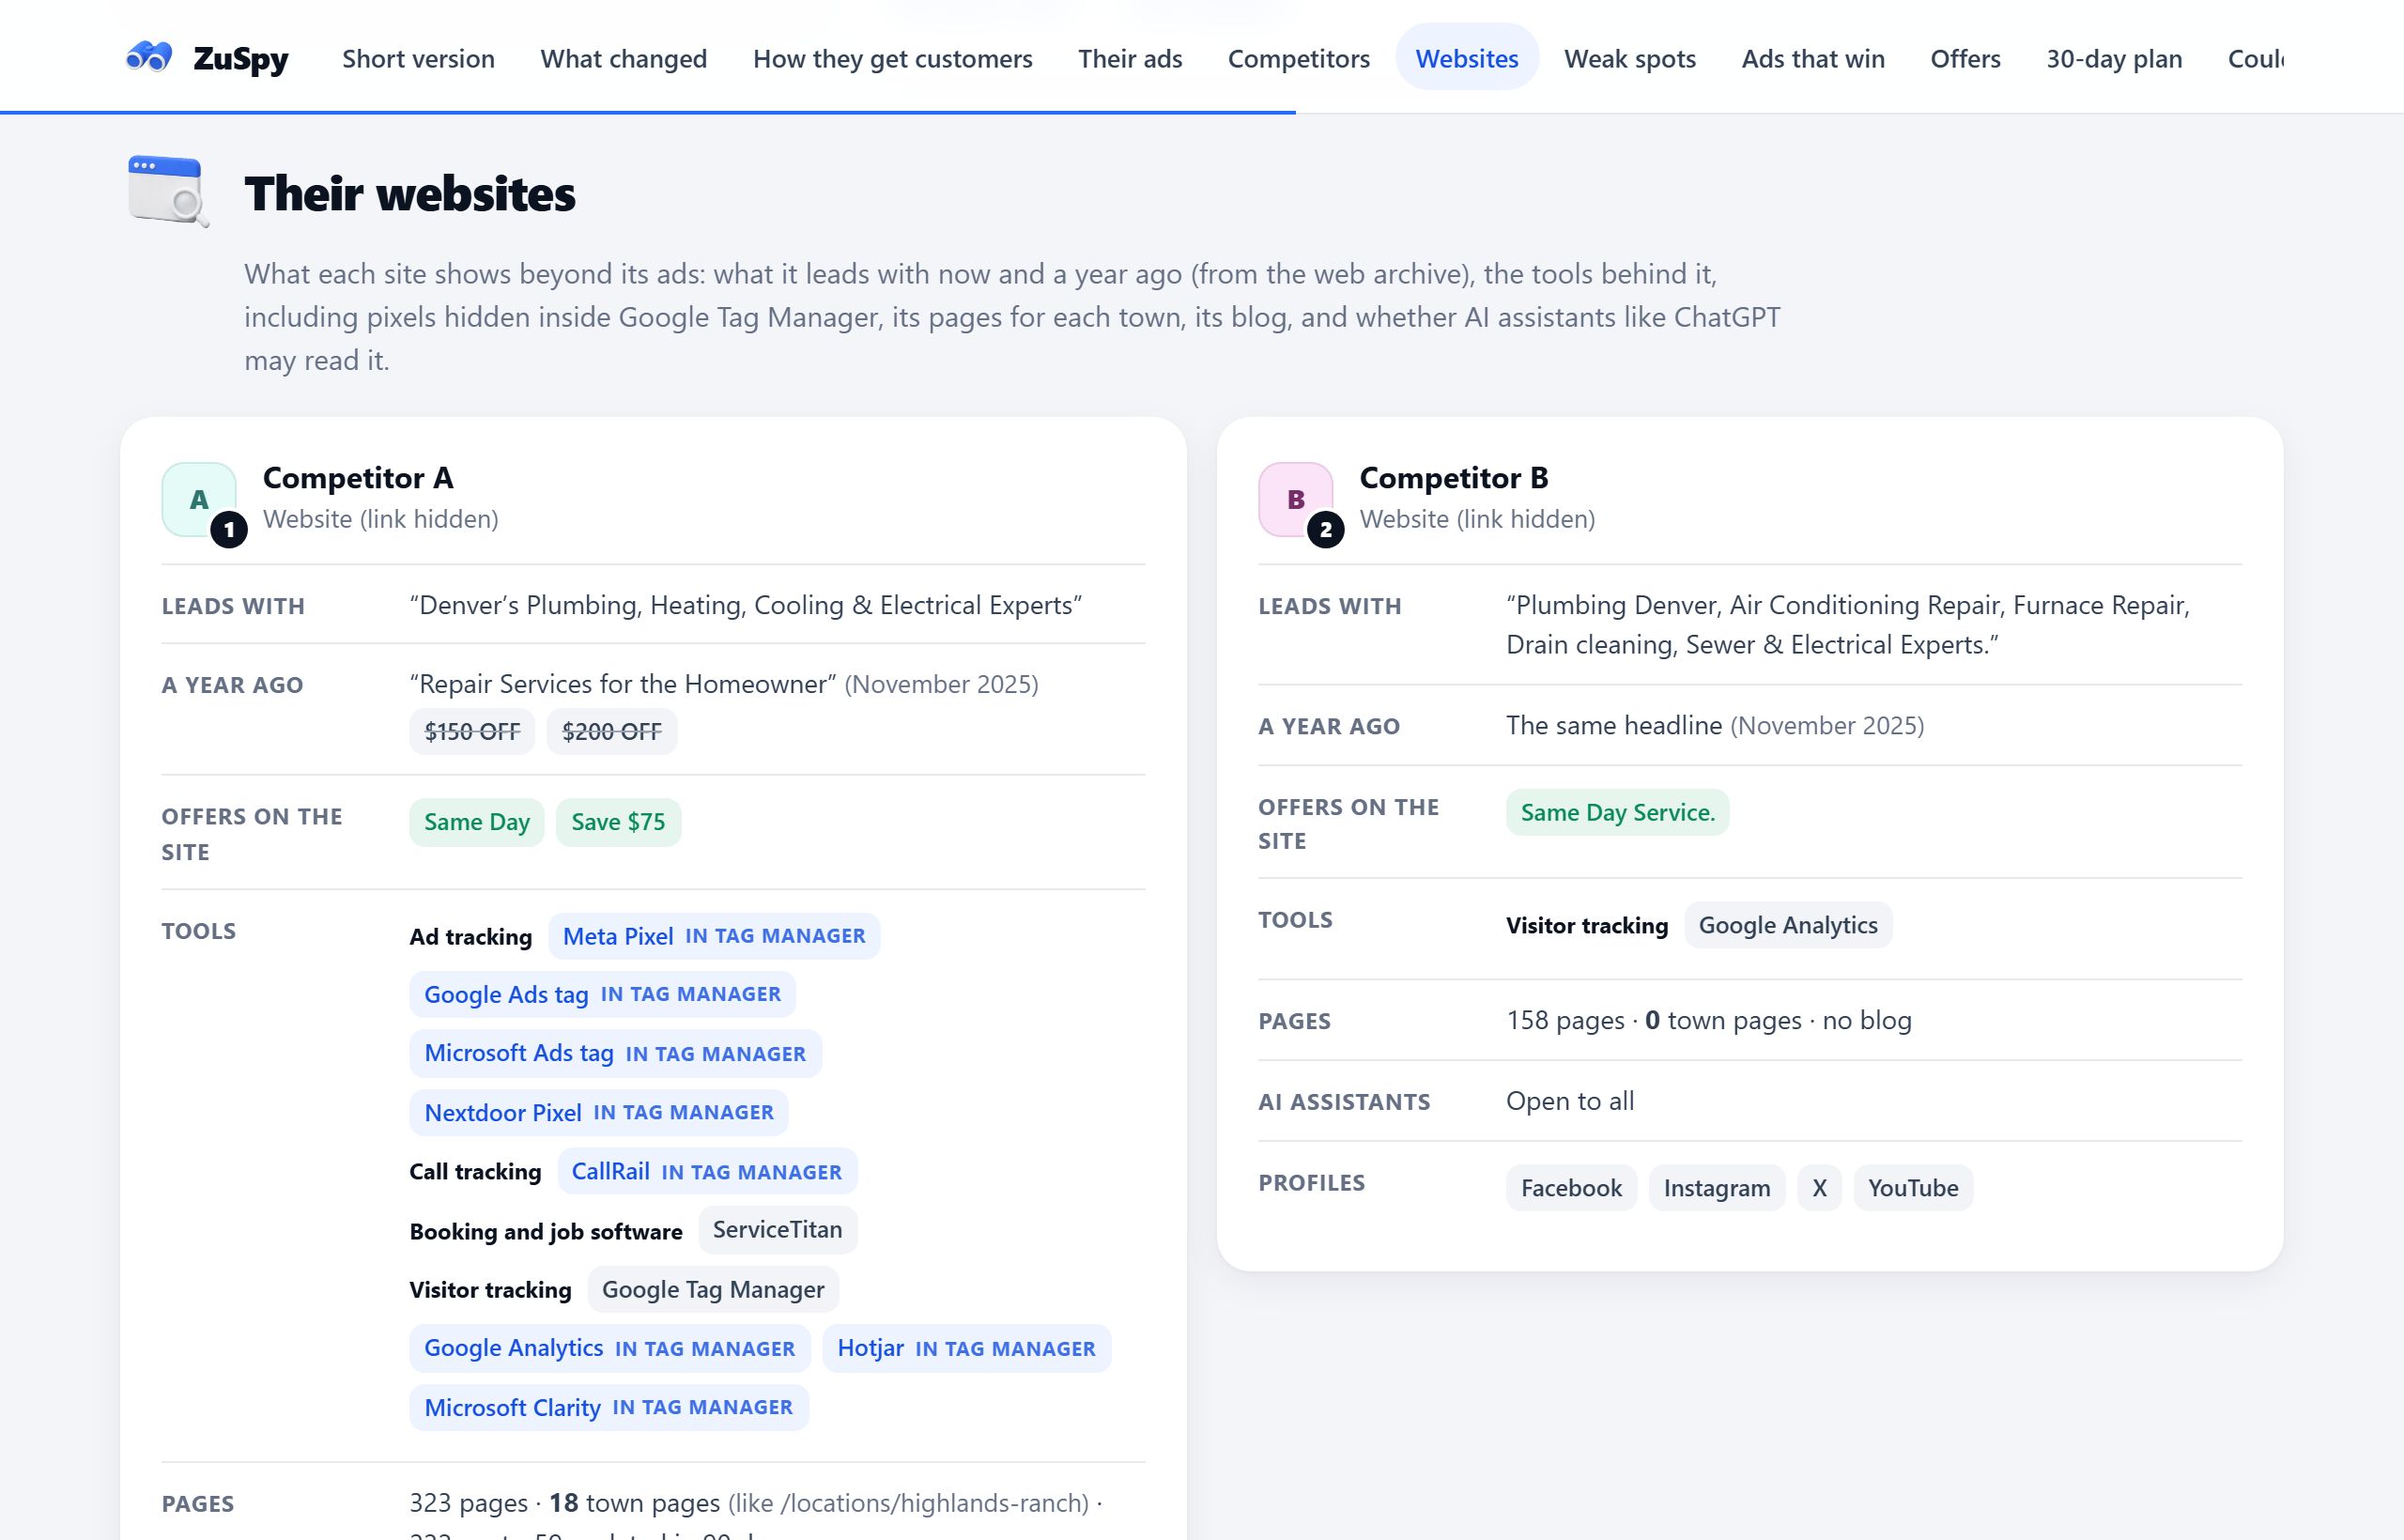 ZuSpy
Short version
What changed
How they get customers
Their ads
Competitors
Websites
Weak spots
Ads that win
Offers
30-day plan
Their websites
What each site shows beyond its ads: what it leads with now and a year ago (from the web archive), the tools behind it,
including pixels hidden inside Google Tag Manager, its pages for each town, its blog, and whether AI assistants like ChatGPT
may read it.
A
1
Competitor A
Website (link hidden)
LEADS WITH
“Denver’s Plumbing, Heating, Cooling & Electrical Experts”
A YEAR AGO
“Repair Services for the Homeowner” (November 2025)
$150 OFF $200 OFF
OFFERS ON THE
SITE
Same Day Save $75
TOOLS
Ad tracking Meta Pixel IN TAG MANAGER
Google Ads tag IN TAG MANAGER
Microsoft Ads tag IN TAG MANAGER
Nextdoor Pixel IN TAG MANAGER
Call tracking CallRail IN TAG MANAGER
Booking and job software ServiceTitan
Visitor tracking Google Tag Manager
Google Analytics IN TAG MANAGER Hotjar IN TAG MANAGER
Microsoft Clarity IN TAG MANAGER
PAGES
323 pages · 18 town pages (like /locations/highlands-ranch) ·
B
2
Competitor B
Website (link hidden)
LEADS WITH
“Plumbing Denver, Air Conditioning Repair, Furnace Repair,
Drain cleaning, Sewer & Electrical Experts.”
A YEAR AGO
The same headline (November 2025)
OFFERS ON THE
SITE
Same Day Service.
TOOLS
Visitor tracking Google Analytics
PAGES
158 pages · 0 town pages · no blog
AI ASSISTANTS
Open to all
PROFILES
Facebook Instagram X YouTube